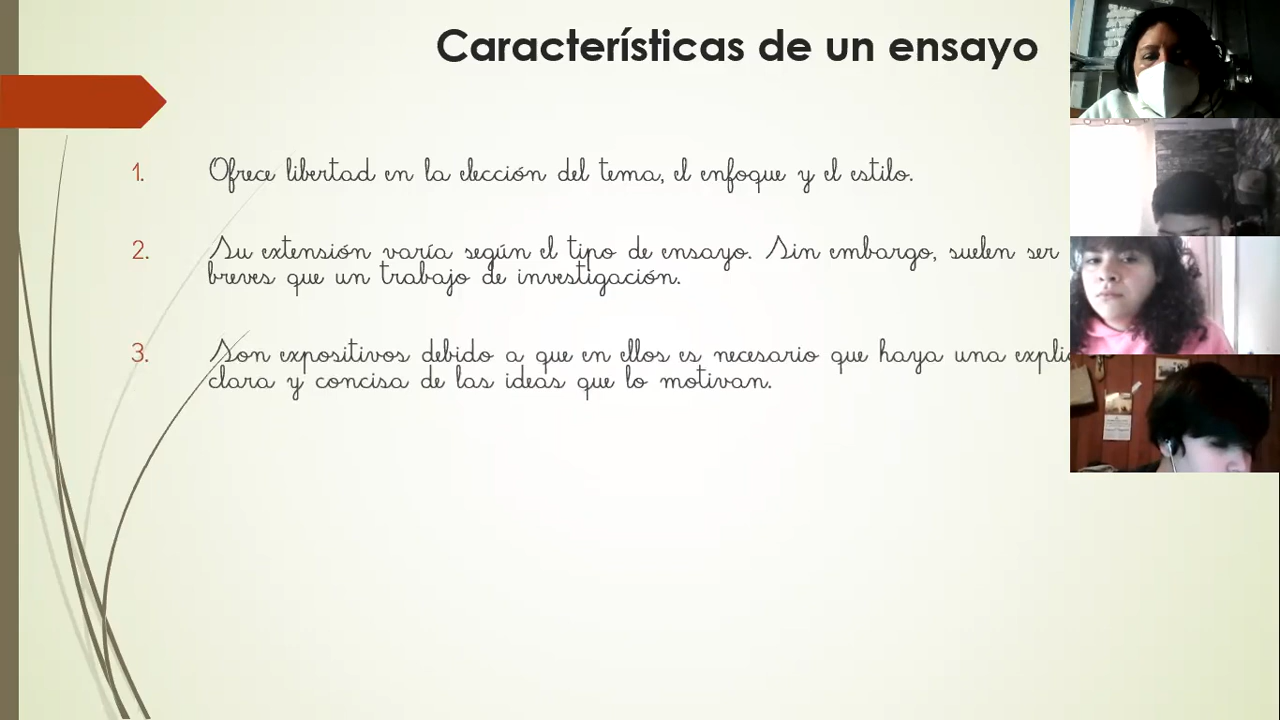 Características de un ensayo
1. Ofrece libertad en la elección del tema, el enfoque y el estilo.
2. Su extensión varía según el tipo de ensayo. Sin embargo, suelen ser
breves que un trabajo de investigación.
3. Son expositivos debido a que en ellos es necesario que haya una
clara y concisa de las ideas que lo motivan.